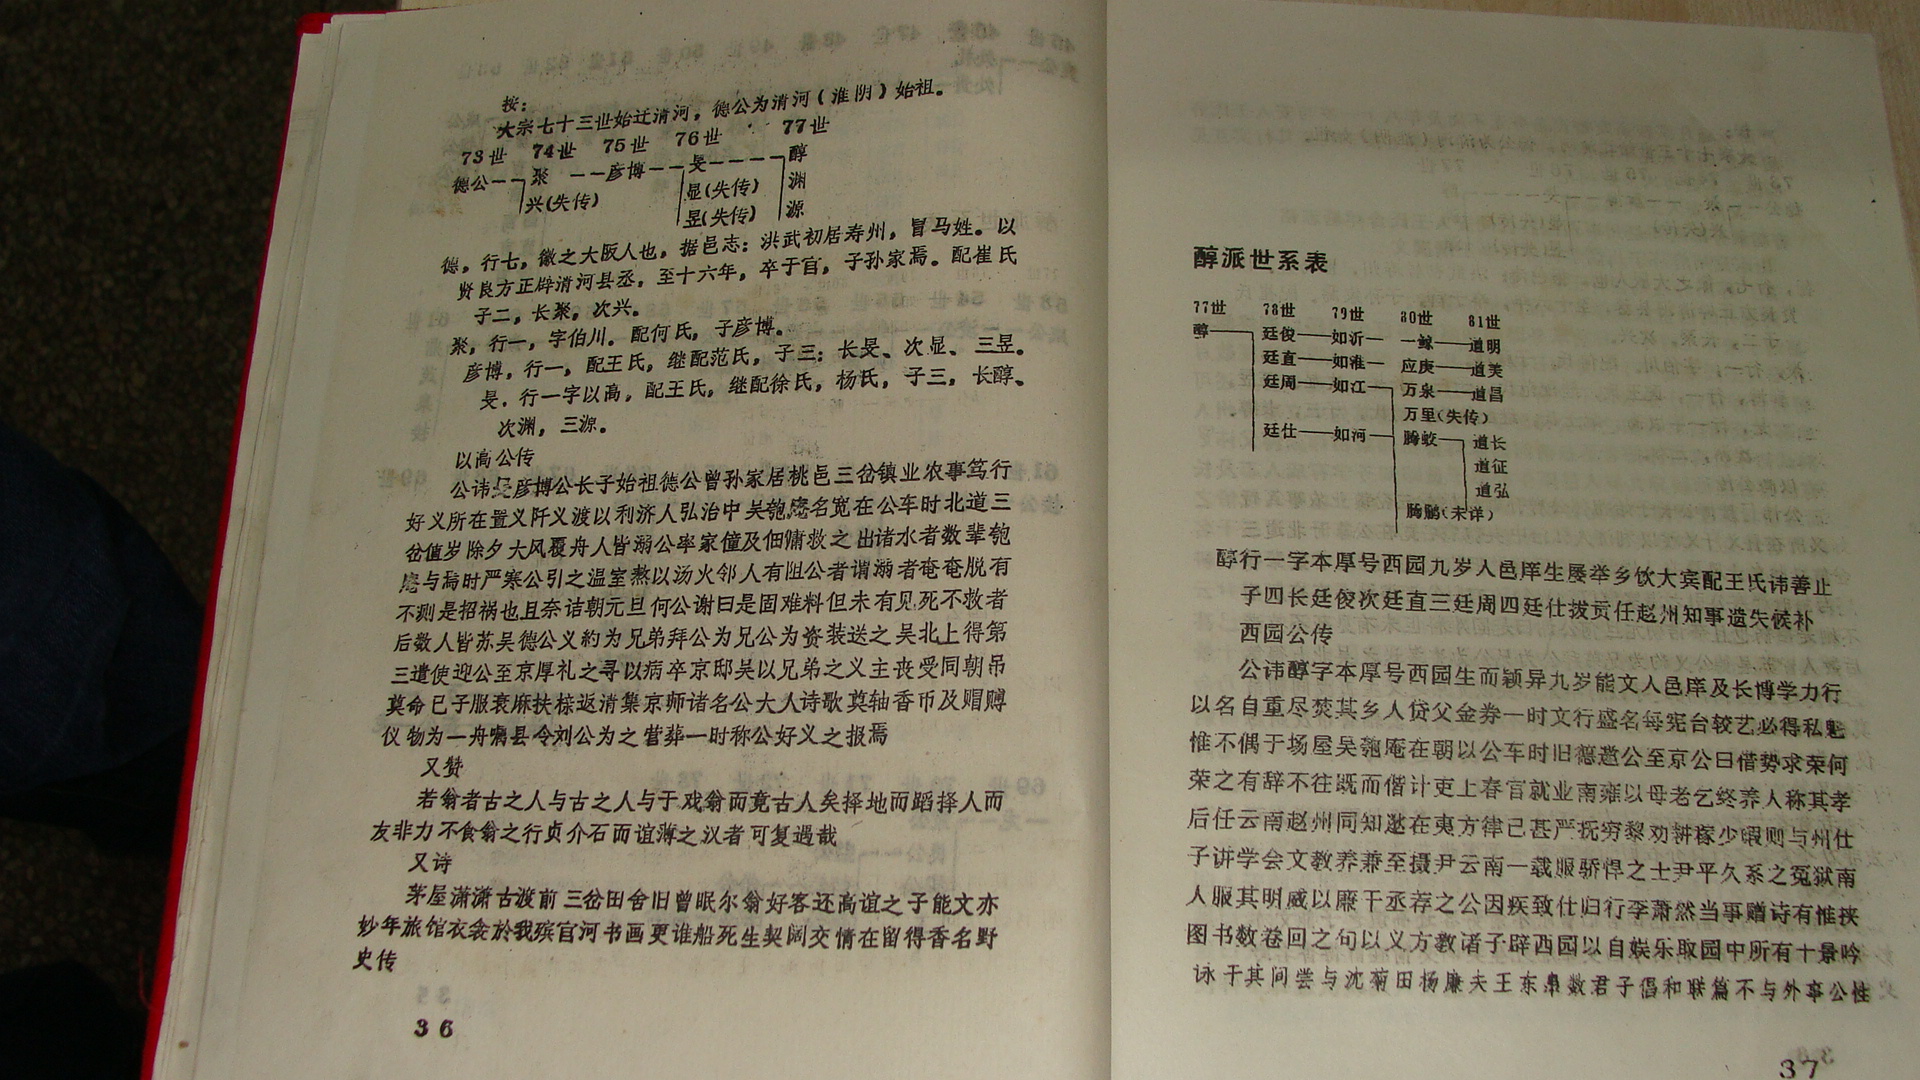 按：
大宗七十三世始迁清河，德公为清河（淮阴）始祖。
73世 74世 75世 76世 77世
德公——聚——彦博——旻————醇
兴(失传) 显(失传) 渊
昱(失传) 源
德，行七，徽之大阪人也，据邑志：洪武初居寿州，冒马姓。以
贤良方正辟清河县丞，至十六年，卒于官，子孙家焉。配崔氏
子二，长聚，次兴。
聚，行一，字伯川。配何氏，子彦博。
彦博，行一，配王氏，继配范氏，子三：长旻、次显、三昱。
旻．行一字以高，配王氏，继配徐氏，杨氏，子三，长醇、
次渊，三源。
以高公传
公讳旻彦博公长子始祖德公曾孙家居桃邑三岔镇业农事笃行
好义所在置义阡义渡以利济人弘治中吴匏庵名宽在公车时北道三
岔值岁除夕大风覆舟人皆溺公率家僮及佃傭救之出诸水者数辈匏
庵与焉时严寒公引之温室熬以汤火邻人有阻公者谓溺者奄奄脱有
不测是招祸也且奈诘朝元旦何公谢曰是固难料但未有见死不救者
后数人皆苏吴德公义約为兄弟拜公为兄公为资装送之吴北上得第
三遣使迎公至京厚礼之寻以病卒京邸吴以兄弟之义主丧受同朝吊
奠命已子服衰麻扶榇返清集京师诸名公大人诗歌奠轴香币及赗赙
仪物为一舟嘱县令刘公为之营葬一时称公好义之报焉
又赞
若翁者古之人与古之人与于戏翁而竟古人矣择地而蹈择人而
友非力不食翁之行贞介石而谊薄之汉者可复遇哉
又诗
茅屋潇潇古渡前三岔田舍旧曾眠尔翁好客还高谊之子能文亦
妙年旅馆衣衾於我殡官河书画更谁船死生契阔交情在留得香名野
史传
36
醇派世系表
77世 78世 79世 80世 81世
醇——廷俊——如沂——一鲸——道明
廷直——如淮—应庚——道美
廷周——如江——万泉——道昌
万里(失传)
廷仕——如河——腾蛟——道长
道征
道弘
腾鹏(未详)
醇行一字本厚号西园九岁入邑庠生屡举乡饮大宾配王氏讳善止
子四长廷俊次廷直三廷周四廷仕拔贡任赵州知事遗失候补
西园公传
公讳醇字本厚号西园生而颖异九岁能文入邑庠及长博学力行
以名自重尽焚其乡人贷父金券一时文行盛名每宪台较艺必得私魁
惟不偶于场屋吴匏庵在朝以公车时旧德邀公至京公曰借势求荣何
荣之有辞不往既而偕计吏上春官就业南雍以母老乞终养人称其孝
后任云南赵州同知逖在夷方律己甚严抚穷黎劝耕稼少暇则与州仕
子讲学会文教养兼至摄尹云南一载服骄悍之士尹平久系之冤狱南
人服其明威以廉干丞荐之公因疾致仕归行李萧然当事赠诗有惟挟
图书数卷回之句以义方教诸子辟西园以自娱乐取园中所有十景吟
咏于其间尝与沈菊田杨廉夫王东皋数君子倡和联篇不与外事公性
37